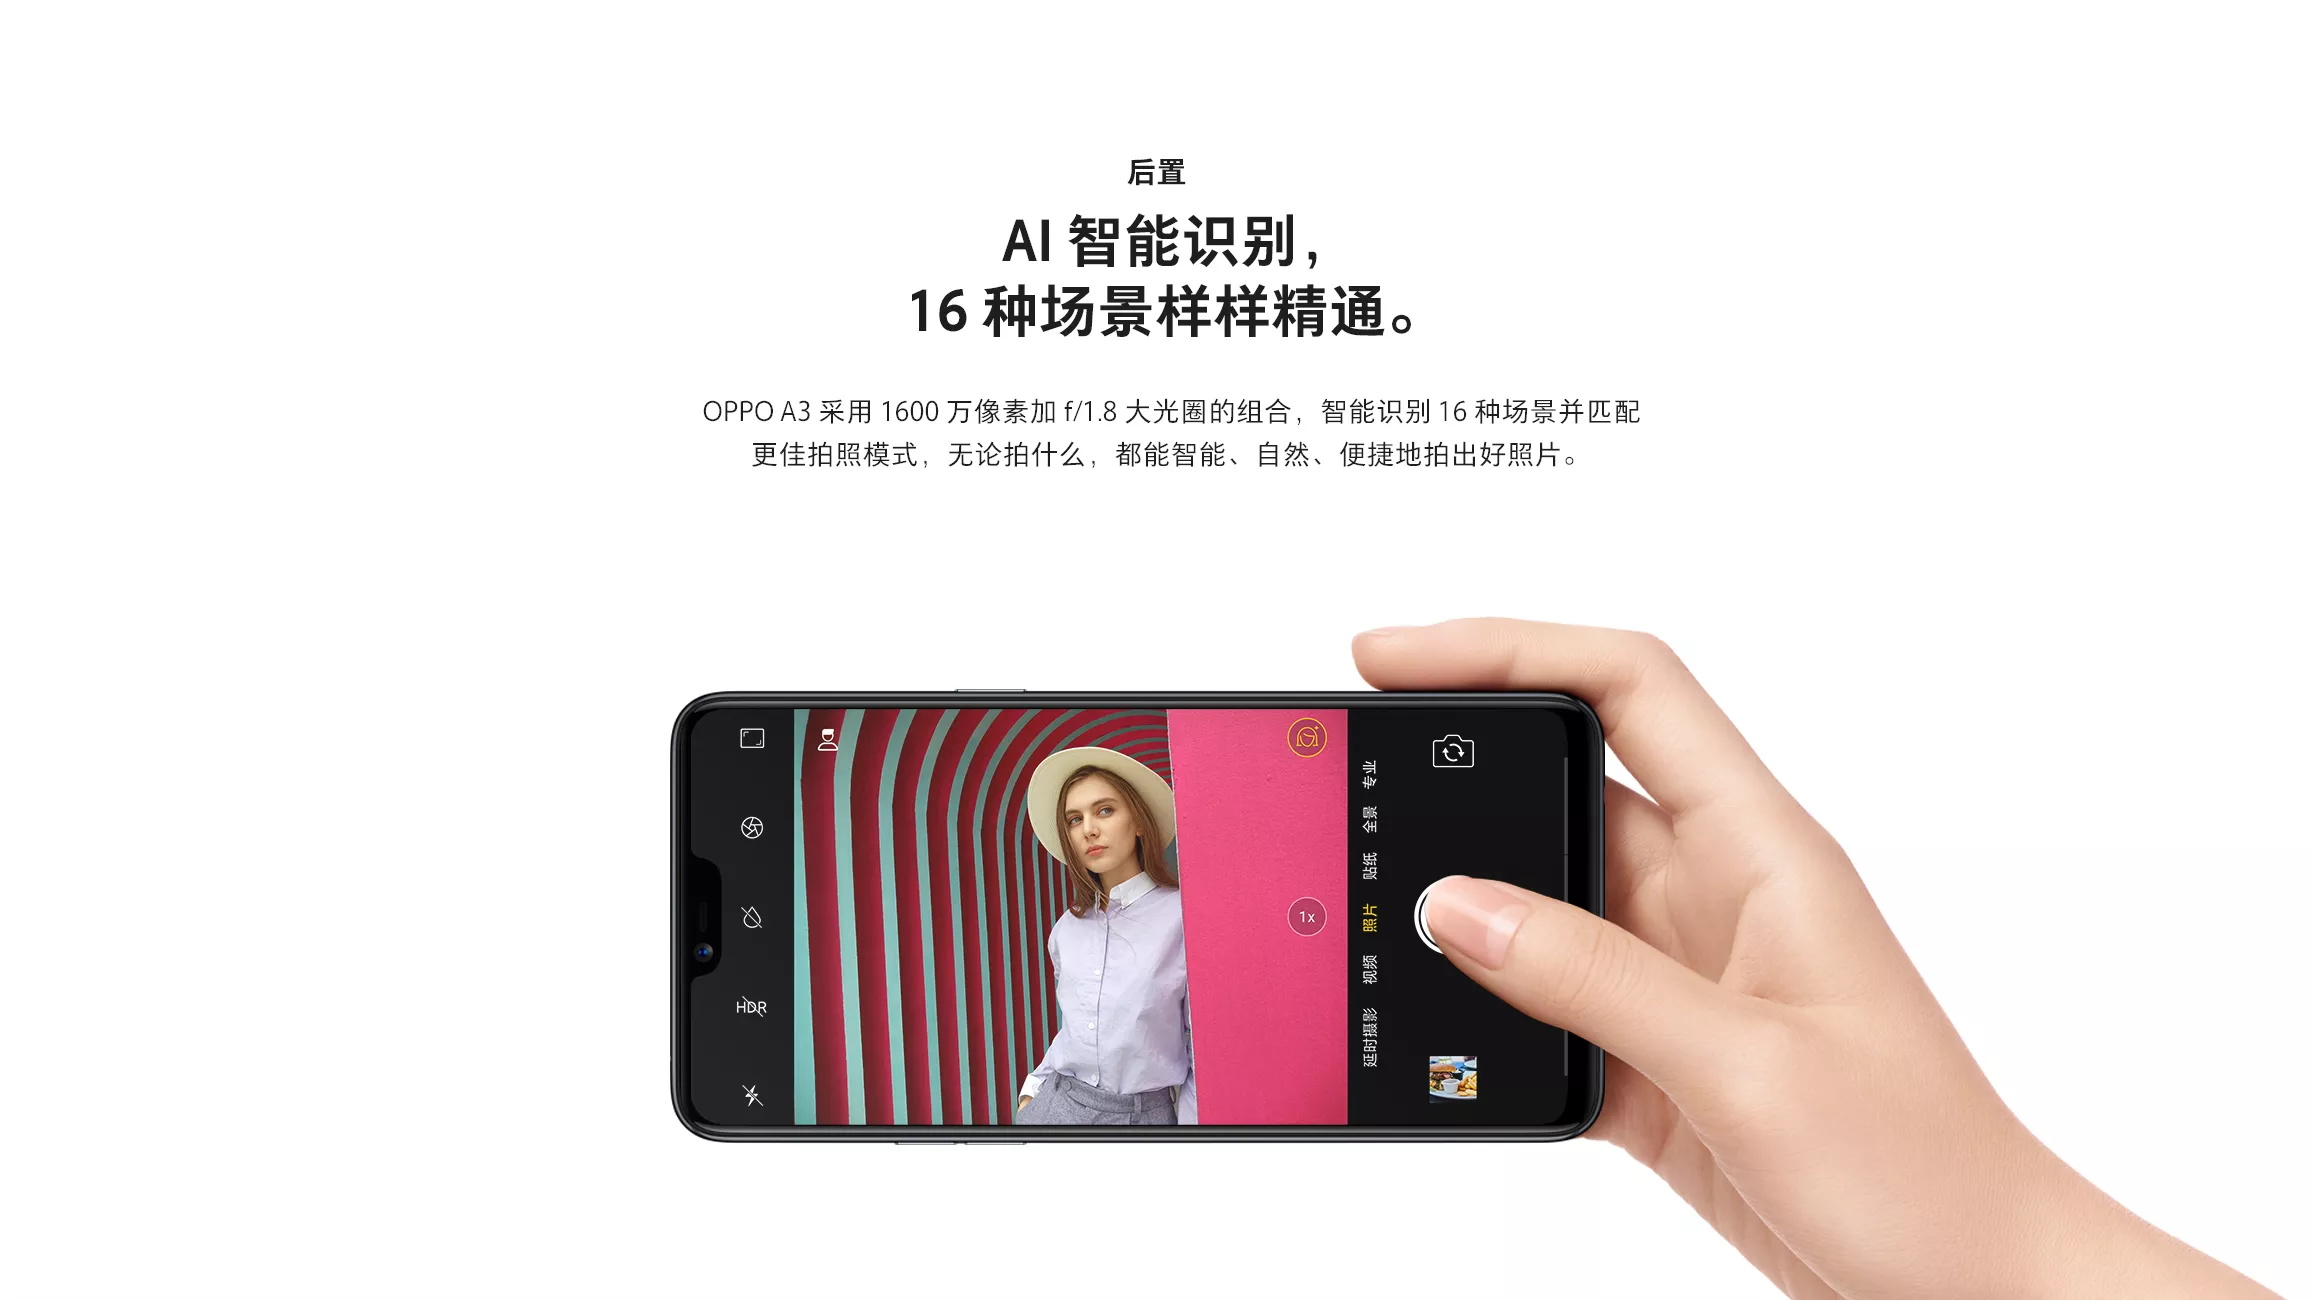 后置
AI 智能识别，
16 种场景样样精通。
OPPO A3 采用 1600 万像素加 f/1.8 大光圈的组合，智能识别 16 种场景并匹配
更佳拍照模式，无论拍什么，都能智能、自然、便捷地拍出好照片。
HDR
1x
延时摄影 视频 照片 贴纸 全景 专业